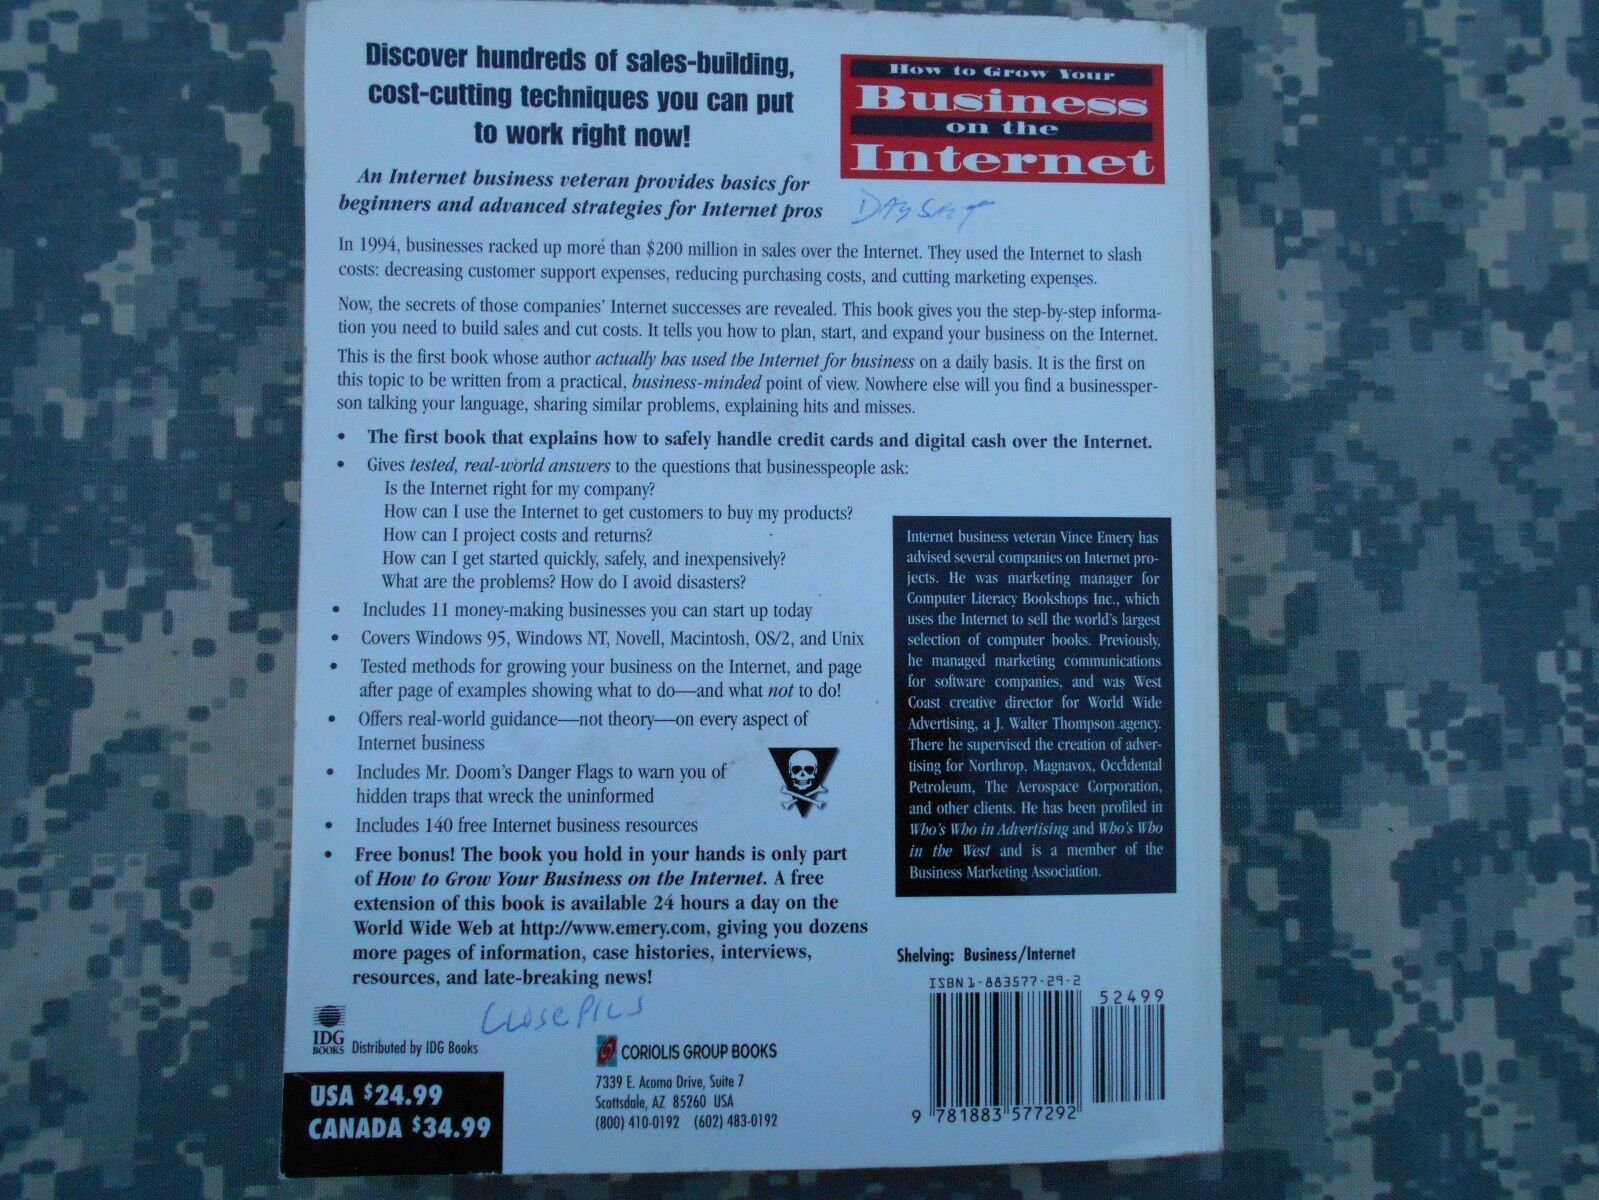 Discover hundreds of sales-building,
cost-cutting techniques you can put
to work right now!
An Internet business veteran provides basics for
beginners and advanced strategies for Internet pros
How to Grow Your
Business
on the
Internet
In 1994, businesses racked up more than $200 million in sales over the Internet. They used the Internet to slash
costs: decreasing customer support expenses, reducing purchasing costs, and cutting marketing expenses.
Now, the secrets of those companies' Internet successes are revealed. This book gives you the step-by-step informa-
tion you need to build sales and cut costs. It tells you how to plan, start, and expand your business on the Internet.
This is the first book whose author actually has used the Internet for business on a daily basis. It is the first on
this topic to be written from a practical, business-minded point of view. Nowhere else will you find a businessper-
son talking your language, sharing similar problems, explaining hits and misses.
• The first book that explains how to safely handle credit cards and digital cash over the Internet.
• Gives tested, real-world answers to the questions that businesspeople ask:
Is the Internet right for my company?
How can I use the Internet to get customers to buy my products?
How can I project costs and returns?
How can I get started quickly, safely, and inexpensively?
What are the problems? How do I avoid disasters?
• Includes 11 money-making businesses you can start up today
• Covers Windows 95, Windows NT, Novell, Macintosh, OS/2, and Unix
• Tested methods for growing your business on the Internet, and page
after page of examples showing what to do—and what not to do!
• Offers real-world guidance—not theory—on every aspect of
Internet business
• Includes Mr. Doom's Danger Flags to warn you of
hidden traps that wreck the uninformed
• Includes 140 free Internet business resources
• Free bonus! The book you hold in your hands is only part
of How to Grow Your Business on the Internet. A free
extension of this book is available 24 hours a day on the
World Wide Web at http://www.emery.com, giving you dozens
more pages of information, case histories, interviews,
resources, and late-breaking news!
Internet business veteran Vince Emery has
advised several companies on Internet pro-
jects. He was marketing manager for
Computer Literacy Bookshops Inc., which
uses the Internet to sell the world's largest
selection of computer books. Previously,
he managed marketing communications
for software companies, and was West
Coast creative director for World Wide
Advertising, a J. Walter Thompson agency.
There he supervised the creation of adver-
tising for Northrop, Magnavox, Occidental
Petroleum, The Aerospace Corporation,
and other clients. He has been profiled in
Who's Who in Advertising and Who's Who
in the West and is a member of the
Business Marketing Association.
Shelving: Business/Internet
ISBN 1-883577-29-2
52499
9 781883 577292
IDG
BOOKS
Distributed by IDG Books
USA $24.99
CANADA $34.99
CORIOLIS GROUP BOOKS
7339 E. Acoma Drive, Suite 7
Scottsdale, AZ 85260 USA
(800) 410-0192 (602) 483-0192